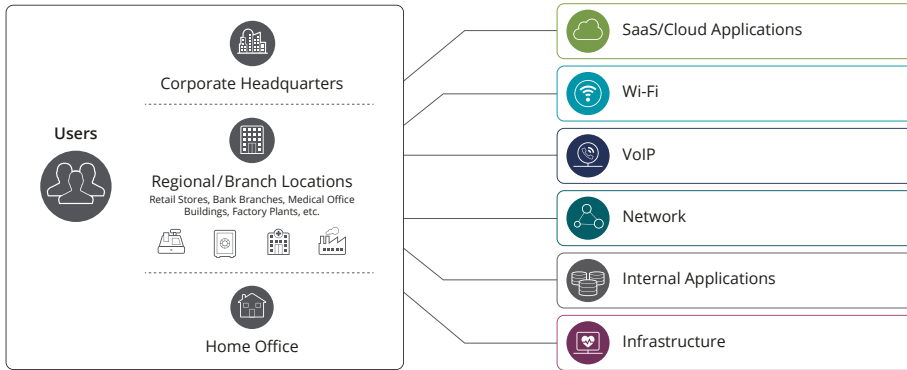 Users
Corporate Headquarters
Regional/Branch Locations
Retail Stores, Bank Branches, Medical Office
Buildings, Factory Plants, etc.
Home Office
SaaS/Cloud Applications
Wi-Fi
VoIP
Network
Internal Applications
Infrastructure